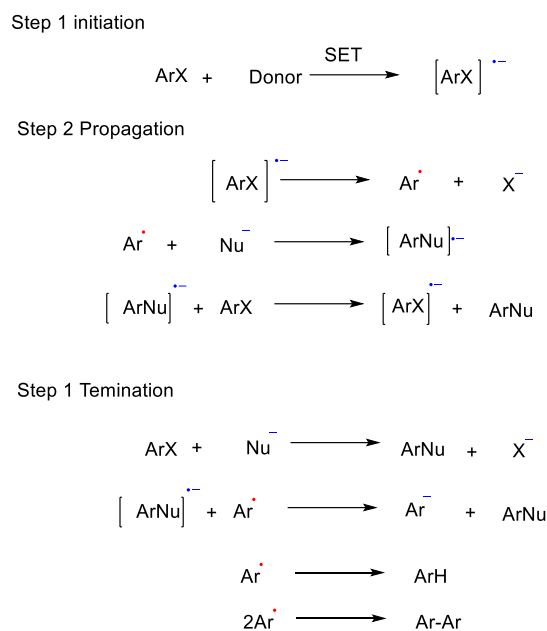 Step 1 initiation
SET
ArX + Donor [ArX]•−
Step 2 Propagation
[ArX]•− Ar• + X−
Ar• + Nu− [ArNu]•−
[ArNu]•− + ArX [ArX]•− + ArNu
Step 1 Temination
ArX + Nu− ArNu + X−
[ArNu]•− + Ar• Ar− + ArNu
Ar• ArH
2Ar• Ar-Ar